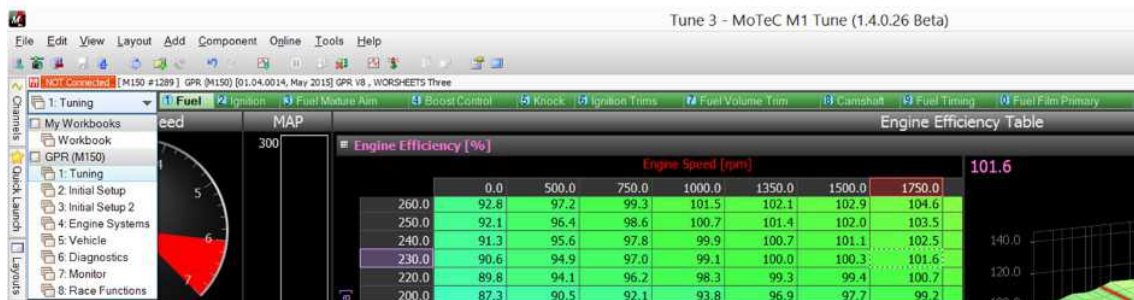 Tune 3 - MoTeC M1 Tune (1.4.0.26 Beta)
File Edit View Layout Add Component Online Tools Help
NOT Connected [M150 #1289] GPR (M150) [01.04.0014, May 2015] GPR V8 , WORSHEETS Three
Channels
Quick Launch
Layouts
1: Tuning
1 Fuel 2 Ignition 3 Fuel Mixture Aim 4 Boost Control 5 Knock 6 Ignition Trims 7 Fuel Volume Trim 8 Camshaft 9 Fuel Timing 0 Fuel Film Primary
My Workbooks
Workbook
GPR (M150)
1: Tuning
2: Initial Setup
3: Initial Setup 2
4: Engine Systems
5: Vehicle
6: Diagnostics
7: Monitor
8: Race Functions
eed
5
6
7
MAP
300
Engine Efficiency Table
Engine Efficiency [%]
Engine Speed [rpm]
0.0 500.0 750.0 1000.0 1350.0 1500.0 1750.0
260.0 92.8 97.2 99.3 101.5 102.1 102.9 104.6
250.0 92.1 96.4 98.6 100.7 101.4 102.0 103.5
240.0 91.3 95.6 97.8 99.9 100.7 101.1 102.5
230.0 90.6 94.9 97.0 99.1 100.0 100.3 101.6
220.0 89.8 94.1 96.2 98.3 99.3 99.4 100.7
200.0 87.3 90.5 92.1 93.8 96.9 97.7 99.2
101.6
140.0
120.0